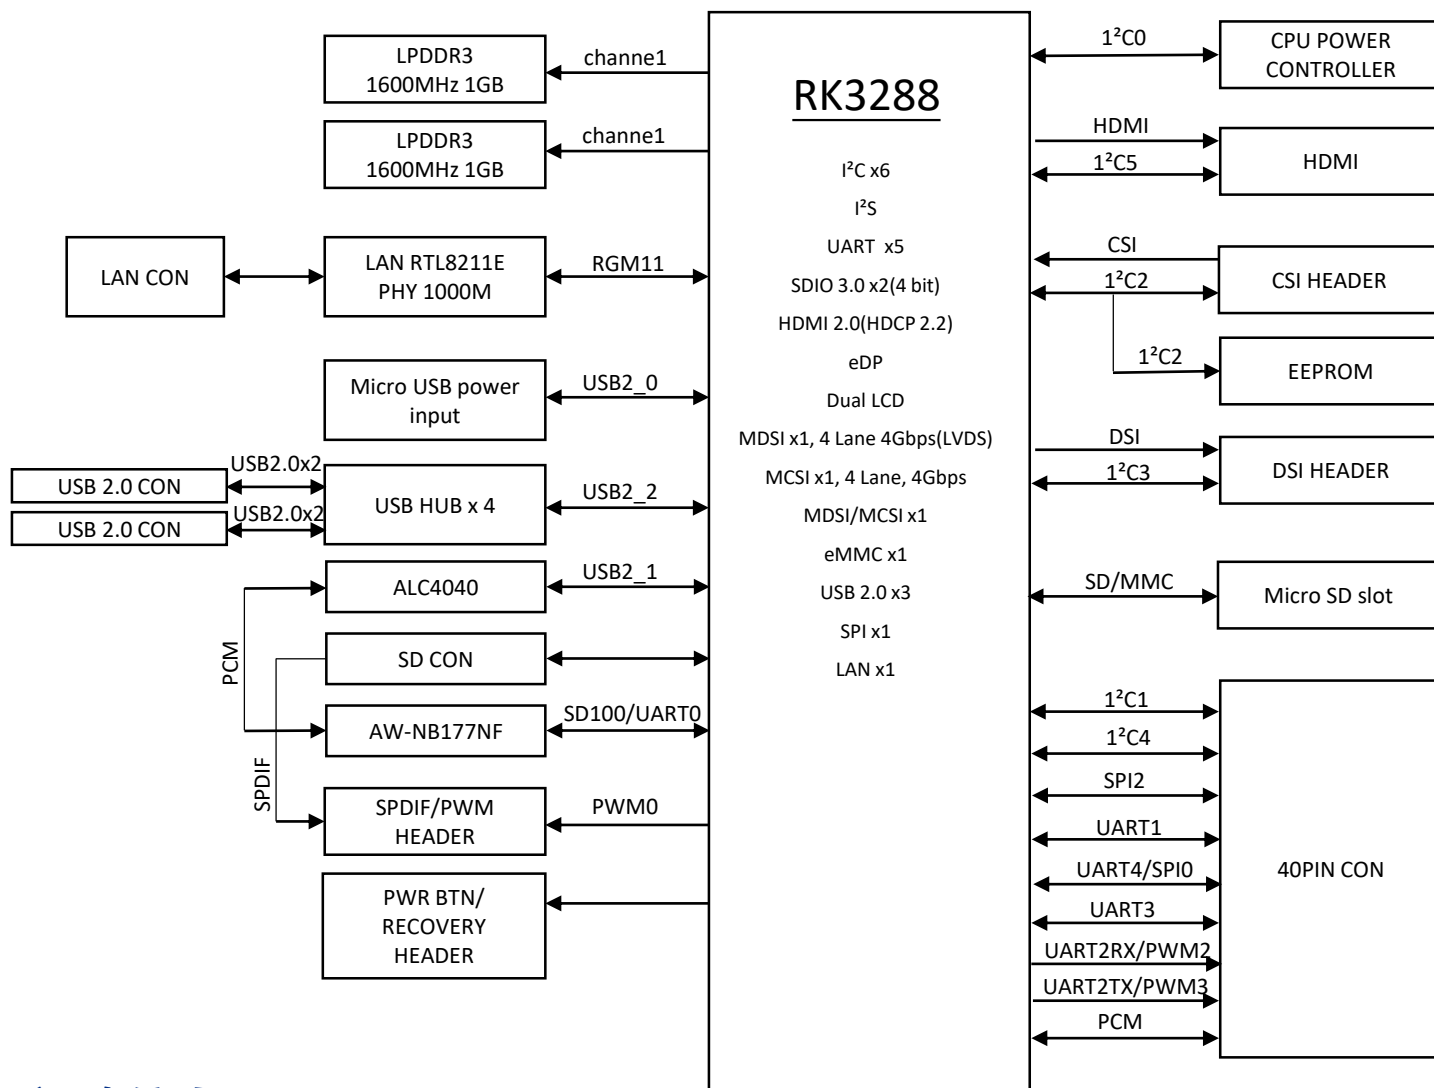 LPDDR3
1600MHz 1GB
channe1
LPDDR3
1600MHz 1GB
channe1
LAN CON
LAN RTL8211E
PHY 1000M
RGM11
Micro USB power
input
USB2_0
USB 2.0 CON
USB2.0x2
USB 2.0 CON
USB2.0x2
USB HUB x 4
USB2_2
ALC4040
USB2_1
PCM
SD CON
AW-NB177NF
SD100/UART0
SPDIF
SPDIF/PWM
HEADER
PWM0
PWR BTN/
RECOVERY
HEADER
RK3288
I²C x6
I²S
UART x5
SDIO 3.0 x2(4 bit)
HDMI 2.0(HDCP 2.2)
eDP
Dual LCD
MDSI x1, 4 Lane 4Gbps(LVDS)
MCSI x1, 4 Lane, 4Gbps
MDSI/MCSI x1
eMMC x1
USB 2.0 x3
SPI x1
LAN x1
1²C0
CPU POWER
CONTROLLER
HDMI
1²C5
HDMI
CSI
1²C2
CSI HEADER
1²C2
EEPROM
DSI
1²C3
DSI HEADER
SD/MMC
Micro SD slot
1²C1
1²C4
SPI2
UART1
UART4/SPI0
UART3
UART2RX/PWM2
UART2TX/PWM3
PCM
40PIN CON